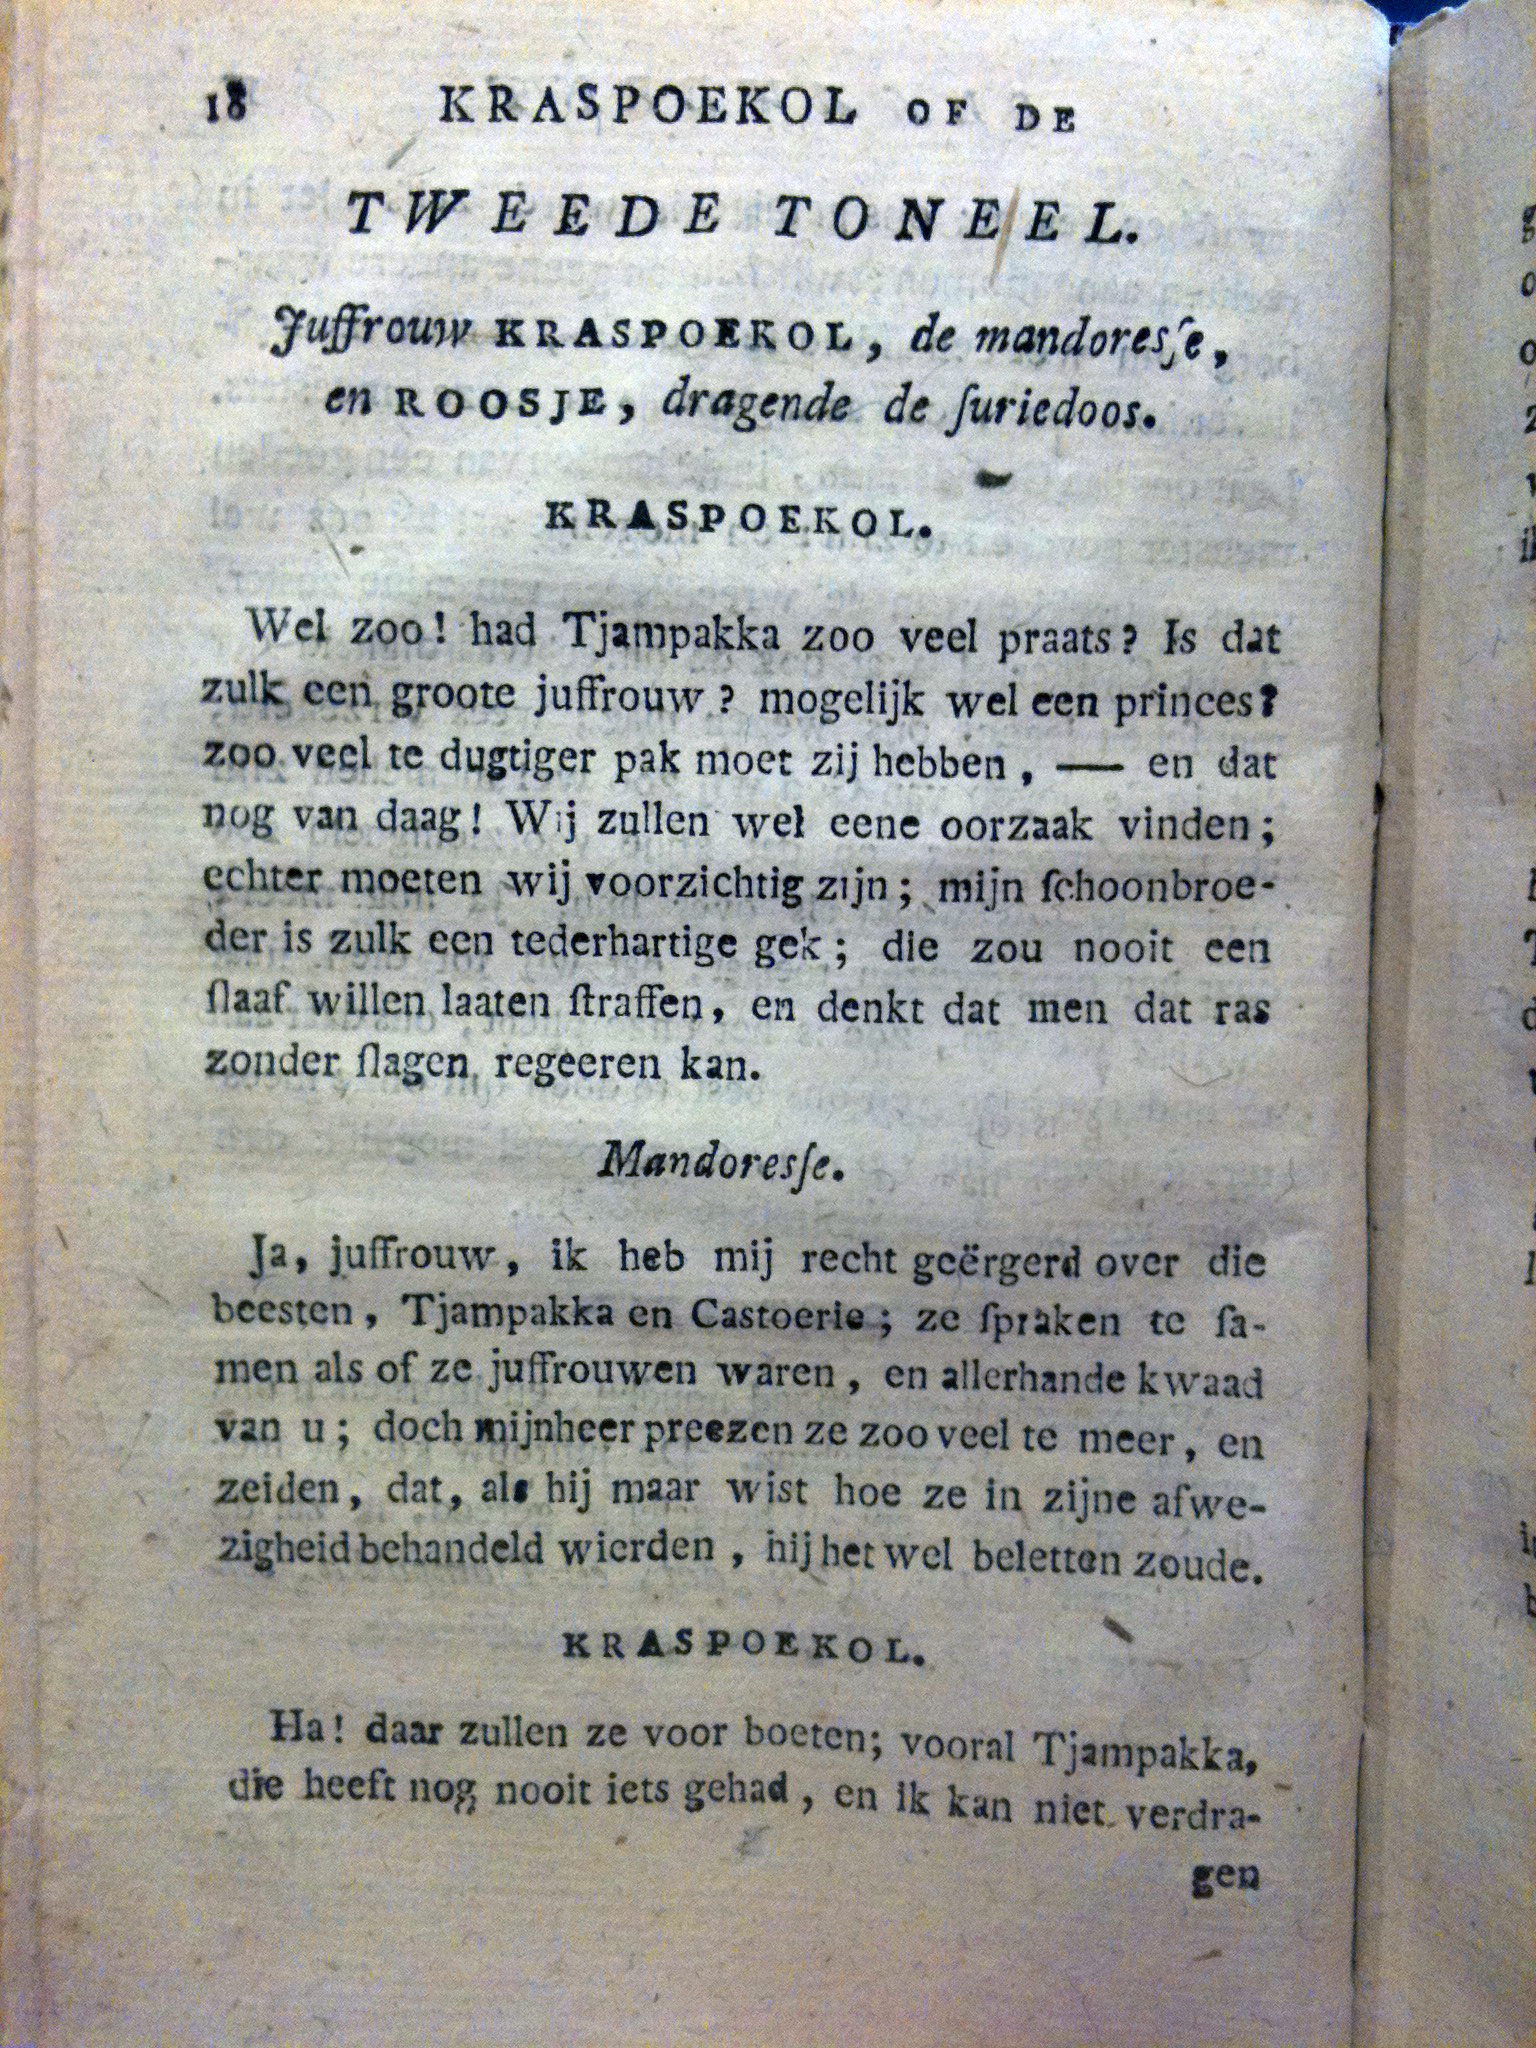 18 KRASPOEKOL OF DE
TWEEDE TONEEL.
Juffrouw KRASPOEKOL, de mandoresſe,
en ROOSJE, dragende de ſuriedoos.
KRASPOEKOL.
Wel zoo! had Tjampakka zoo veel praats? Is dat
zulk een groote juffrouw? mogelijk wel een princes?
zoo veel te dugtiger pak moet zij hebben, — en dat
nog van daag! Wij zullen wel eene oorzaak vinden;
echter moeten wij voorzichtig zijn; mijn ſchoonbroe-
der is zulk een tederhartige gek; die zou nooit een
ſlaaf willen laaten ſtraffen, en denkt dat men dat ras
zonder ſlagen regeeren kan.
Mandoresſe.
Ja, juffrouw, ik heb mij recht geërgerd over die
beesten, Tjampakka en Castoerie; ze ſpraken te ſa-
men als of ze juffrouwen waren, en allerhande kwaad
van u; doch mijnheer preezen ze zoo veel te meer, en
zeiden, dat, als hij maar wist hoe ze in zijne afwe-
zigheid behandeld wierden, hij het wel beletten zoude.
KRASPOEKOL.
Ha! daar zullen ze voor boeten; vooral Tjampakka,
die heeft nog nooit iets gehad, en ik kan niet verdra-
gen